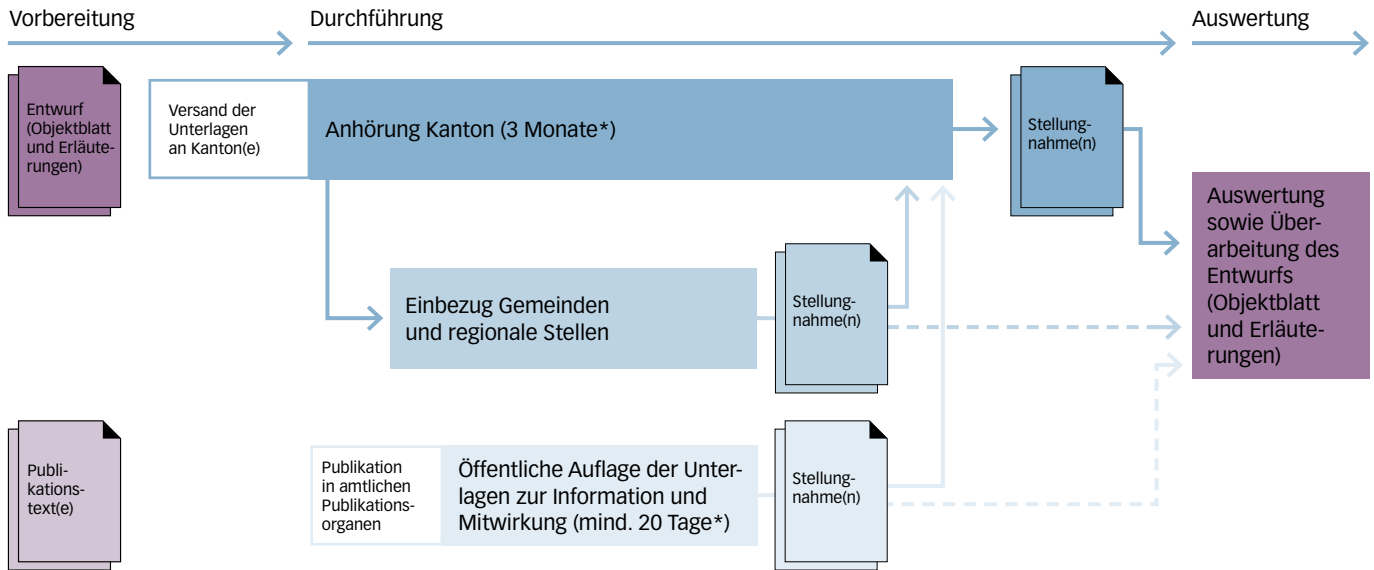 Vorbereitung
Durchführung
Auswertung
Entwurf
(Objektblatt
und Erläute-
rungen)
Versand der
Unterlagen
an Kanton(e)
Anhörung Kanton (3 Monate*)
Stellung-
nahme(n)
Auswertung
sowie Über-
arbeitung des
Entwurfs
(Objektblatt
und Erläute-
rungen)
Einbezug Gemeinden
und regionale Stellen
Stellung-
nahme(n)
Publi-
kations-
text(e)
Publikation
in amtlichen
Publikations-
organen
Öffentliche Auflage der Unter-
lagen zur Information und
Mitwirkung (mind. 20 Tage*)
Stellung-
nahme(n)